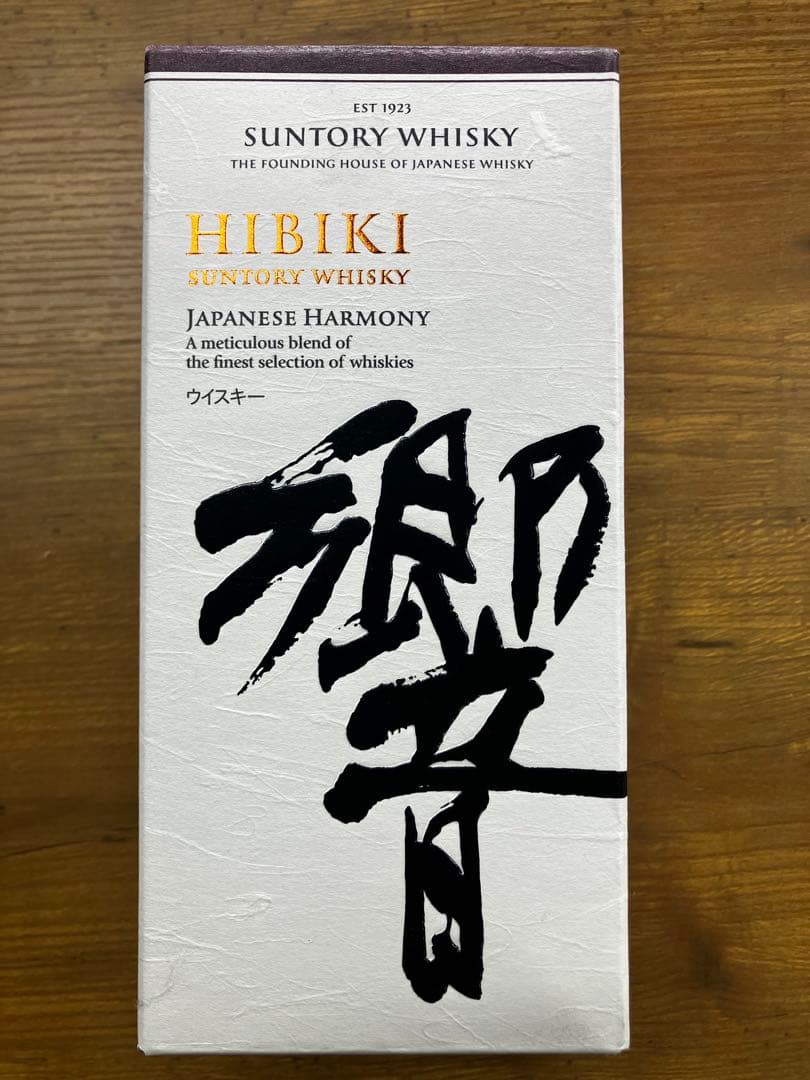 EST 1923
SUNTORY WHISKY
THE FOUNDING HOUSE OF JAPANESE WHISKY
HIBIKI
SUNTORY WHISKY
JAPANESE HARMONY
A meticulous blend of
the finest selection of whiskies
ウイスキー
響